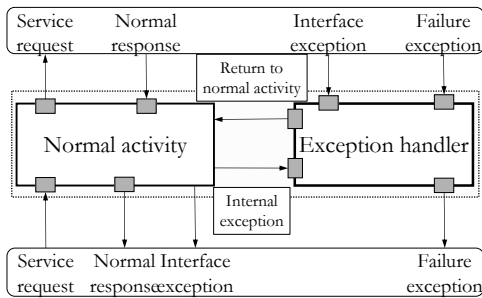 Service Normal Interface Failure
request response exception exception
Return to
normal activity
Normal activity Exception handler
Internal
exception
Service Normal Interface Failure
request response exception exception